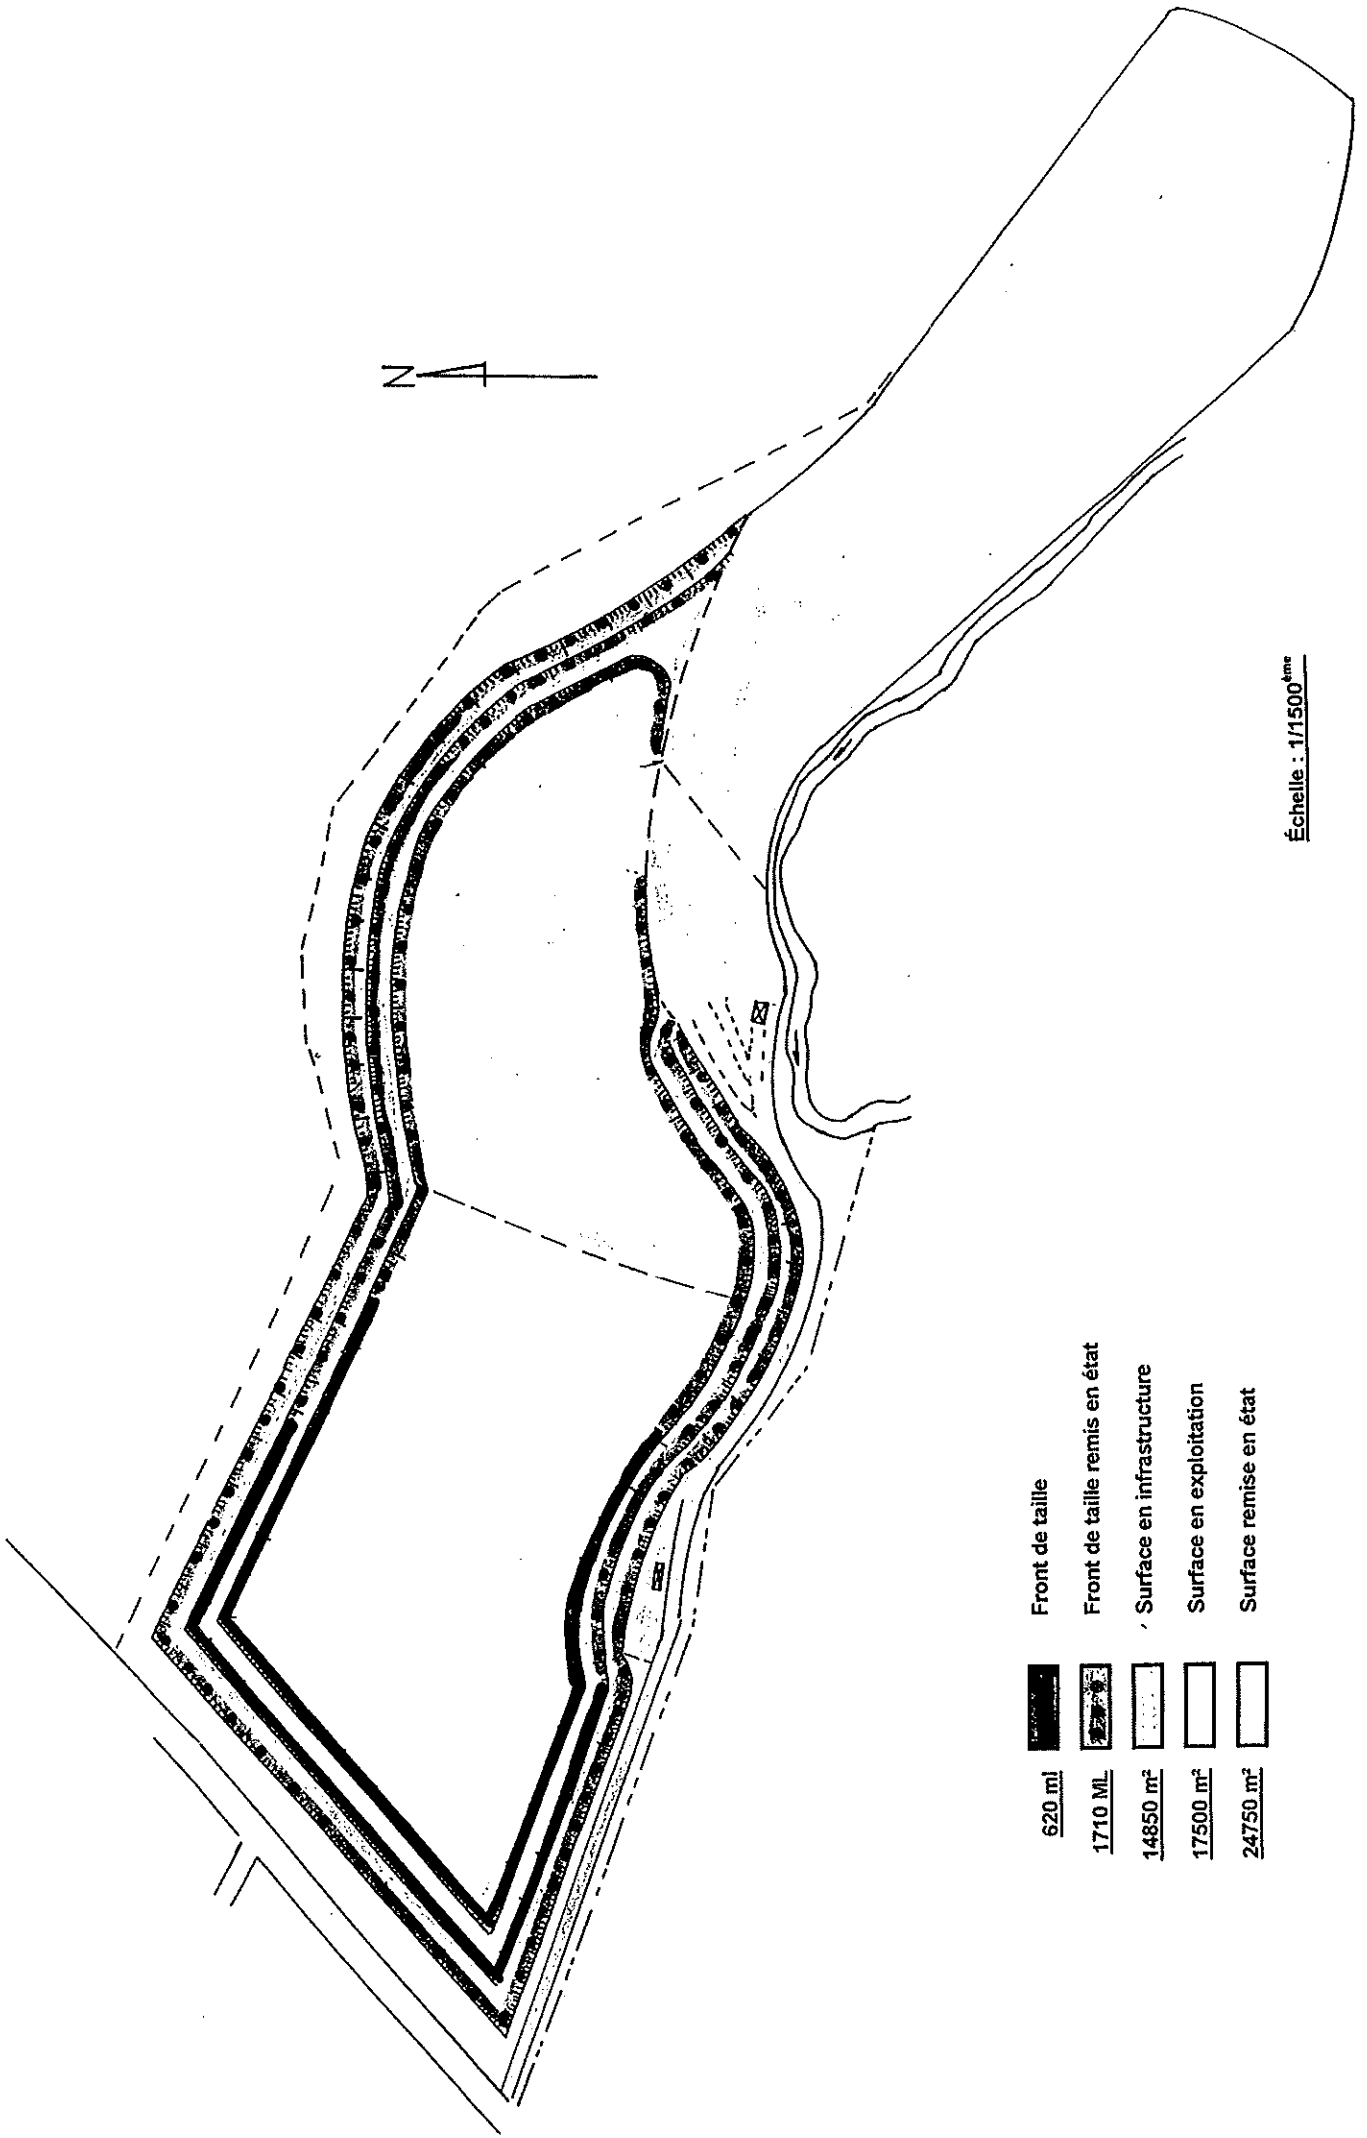 N
620 ml Front de taille
1710 ML Front de taille remis en état
14850 m² Surface en infrastructure
17500 m² Surface en exploitation
24750 m² Surface remise en état
Échelle : 1/1500ème